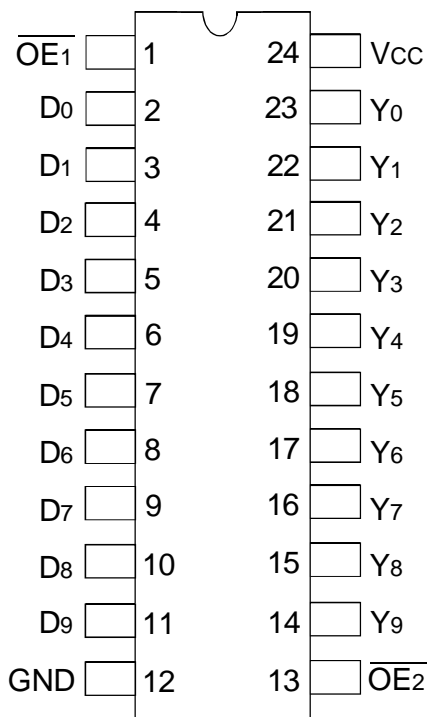 OE1 1 24 VCC
D0 2 23 Y0
D1 3 22 Y1
D2 4 21 Y2
D3 5 20 Y3
D4 6 19 Y4
D5 7 18 Y5
D6 8 17 Y6
D7 9 16 Y7
D8 10 15 Y8
D9 11 14 Y9
GND 12 13 OE2